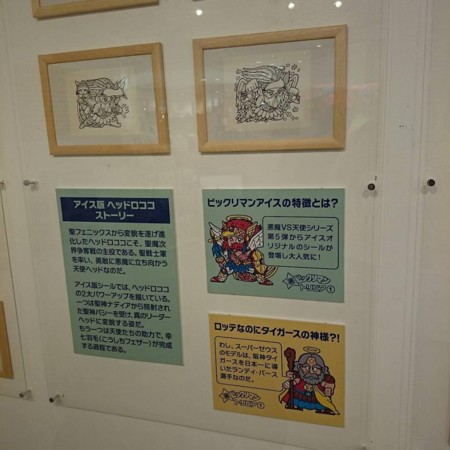 アイス版 ヘッドロココ
ストーリー
聖フェニックスから変貌を遂げ進
化したヘッドロココこそ、聖魔次
界争奪戦の主役である。聖戦士軍
を率い、勇敢に悪魔に立ち向かう
天使ヘッドなのだ。
アイス版シールでは、ヘッドロココ
の2大パワーアップを描いている。
一つは聖神ナディアから照射され
た聖神パシーを受け、真のリーダー
ヘッドに変貌する姿だ。
もう一つは天使たちの助力で、幸
七羽毛(こうしちフェザー)が完成
する過程である。
ビックリマンアイスの特徴とは?
悪魔VS天使シリーズ
第5弾からアイスオ
リジナルのシールが
登場し大人気に!
ビックリマン
トリビア1
ロッテなのにタイガースの神様?!
わし、スーパーゼウス
のモデルは、阪神タイ
ガースを日本一に導
いたランディ・バース
選手なのだ。
ビックリマン
トリビア2